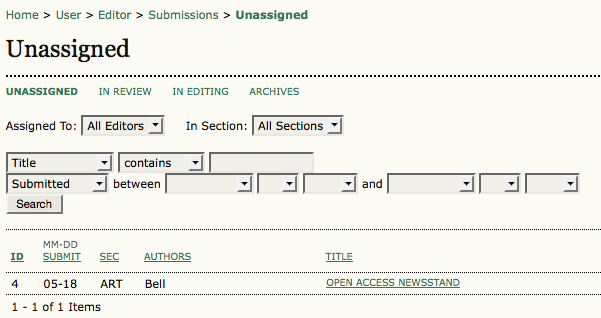 Home > User > Editor > Submissions > Unassigned
Unassigned
UNASSIGNED IN REVIEW IN EDITING ARCHIVES
Assigned To: All Editors In Section: All Sections
Title contains
Submitted between and
Search
MM-DD
ID SUBMIT SEC AUTHORS TITLE
4 05-18 ART Bell OPEN ACCESS NEWSSTAND
1 - 1 of 1 Items